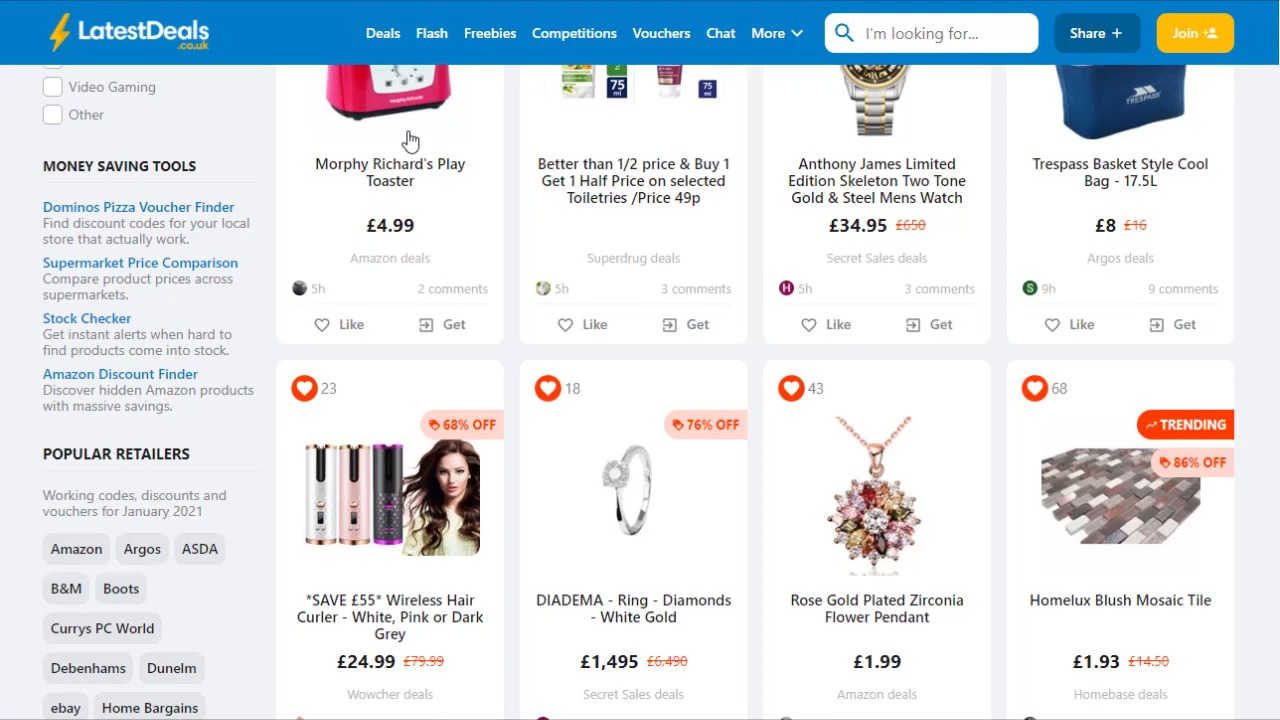 LatestDeals
.co.uk
Deals
Flash
Freebies
Competitions
Vouchers
Chat
More
I'm looking for...
Share +
Join
Video Gaming
Other
MONEY SAVING TOOLS
Dominos Pizza Voucher Finder
Find discount codes for your local
store that actually work.
Supermarket Price Comparison
Compare product prices across
supermarkets.
Stock Checker
Get instant alerts when hard to
find products come into stock.
Amazon Discount Finder
Discover hidden Amazon products
with massive savings.
POPULAR RETAILERS
Working codes, discounts and
vouchers for January 2021
Amazon
Argos
ASDA
B&M
Boots
Currys PC World
Debenhams
Dunelm
ebay
Home Bargains
morphy richards
Morphy Richard's Play
Toaster
£4.99
Amazon deals
5h
2 comments
Like
Get
2
75
ml
75
ml
Better than 1/2 price & Buy 1
Get 1 Half Price on selected
Toiletries /Price 49p
Superdrug deals
5h
3 comments
Like
Get
Anthony James Limited
Edition Skeleton Two Tone
Gold & Steel Mens Watch
£34.95 £650
Secret Sales deals
H 5h
3 comments
Like
Get
TRESPASS
Trespass Basket Style Cool
Bag - 17.5L
£8 £16
Argos deals
S 9h
9 comments
Like
Get
23
68% OFF
*SAVE £55* Wireless Hair
Curler - White, Pink or Dark
Grey
£24.99 £79.99
Wowcher deals
18
76% OFF
DIADEMA - Ring - Diamonds
- White Gold
£1,495 £6,490
Secret Sales deals
43
Rose Gold Plated Zirconia
Flower Pendant
£1.99
Amazon deals
68
TRENDING
86% OFF
Homelux Blush Mosaic Tile
£1.93 £14.50
Homebase deals